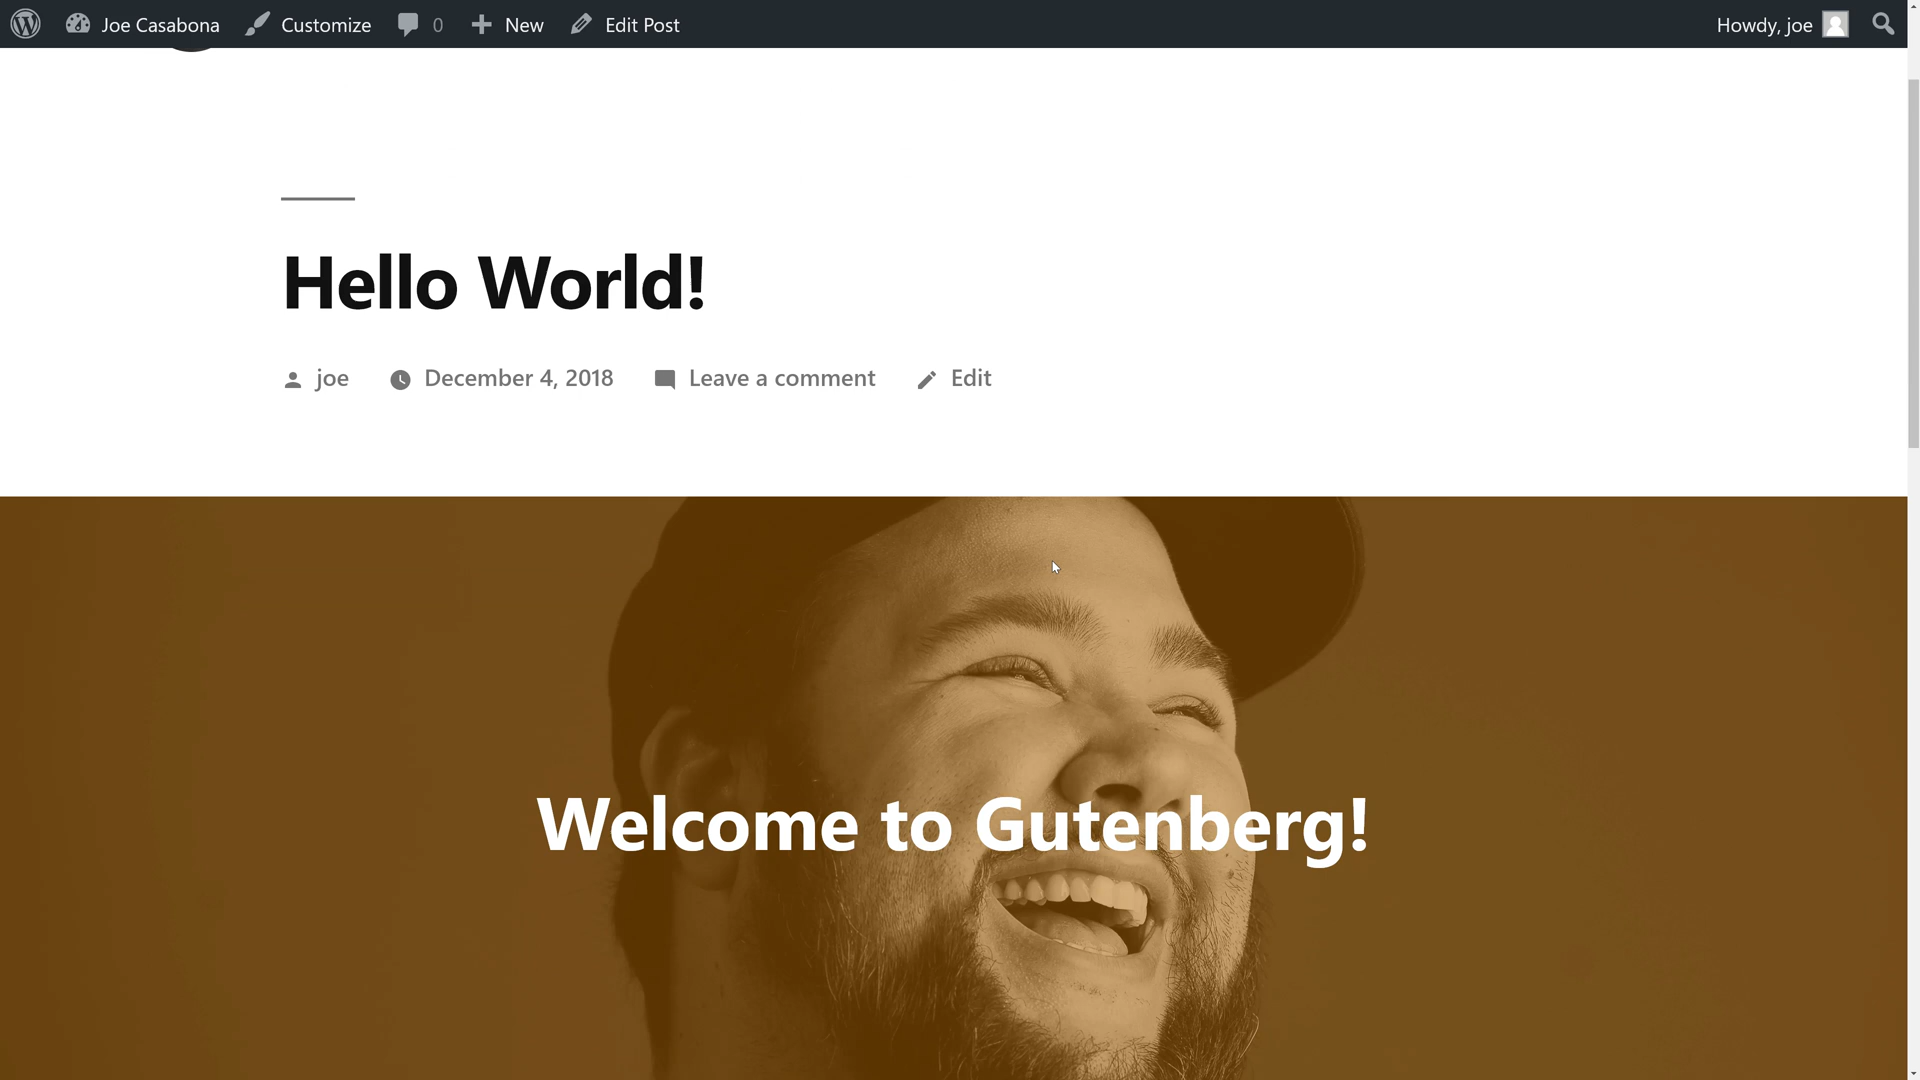 Joe Casabona Customize 0 New Edit Post Howdy, joe
Hello World!
joe December 4, 2018 Leave a comment Edit
Welcome to Gutenberg!